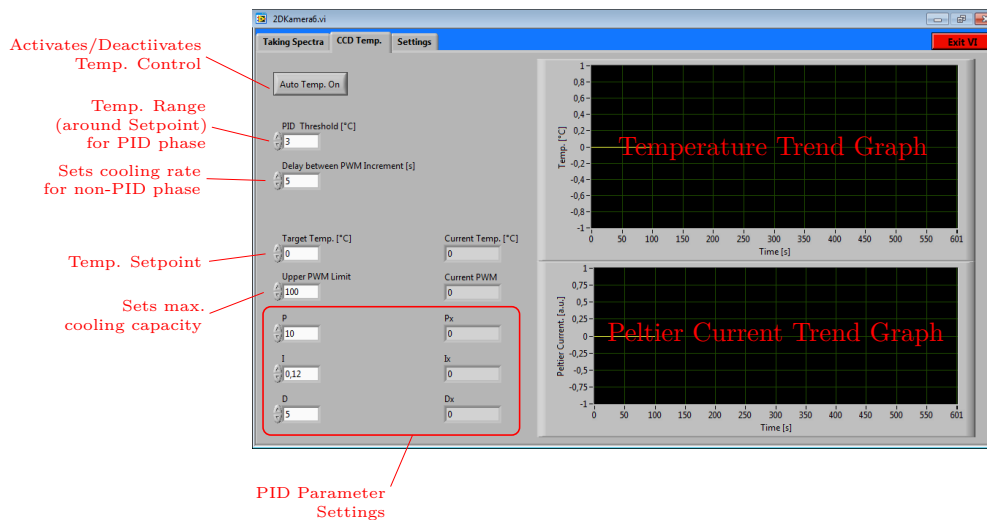 2DKamera6.vi
Taking Spectra CCD Temp. Settings Exit VI
Activates/Deactiivates
Temp. Control
Auto Temp. On
Temp. Range
(around Setpoint)
for PID phase
PID Threshold [°C]
3
Sets cooling rate
for non-PID phase
Delay between PWM Increment [s]
5
Temp. Setpoint
Target Temp. [°C] Current Temp. [°C]
0 0
Sets max.
cooling capacity
Upper PWM Limit Current PWM
100 0
P Px
10 0
I Ix
0,12 0
D Dx
5 0
PID Parameter
Settings
Temp. [°C]
1
0,8
0,6
0,4
0,2
0
-0,2
-0,4
-0,6
-0,8
-1
Temperature Trend Graph
0 50 100 150 200 250 300 350 400 450 500 550 601
Time [s]
Peltier Current. [a.u.]
1
0,75
0,5
0,25
0
-0,25
-0,5
-0,75
-1
Peltier Current Trend Graph
0 50 100 150 200 250 300 350 400 450 500 550 601
Time [s]